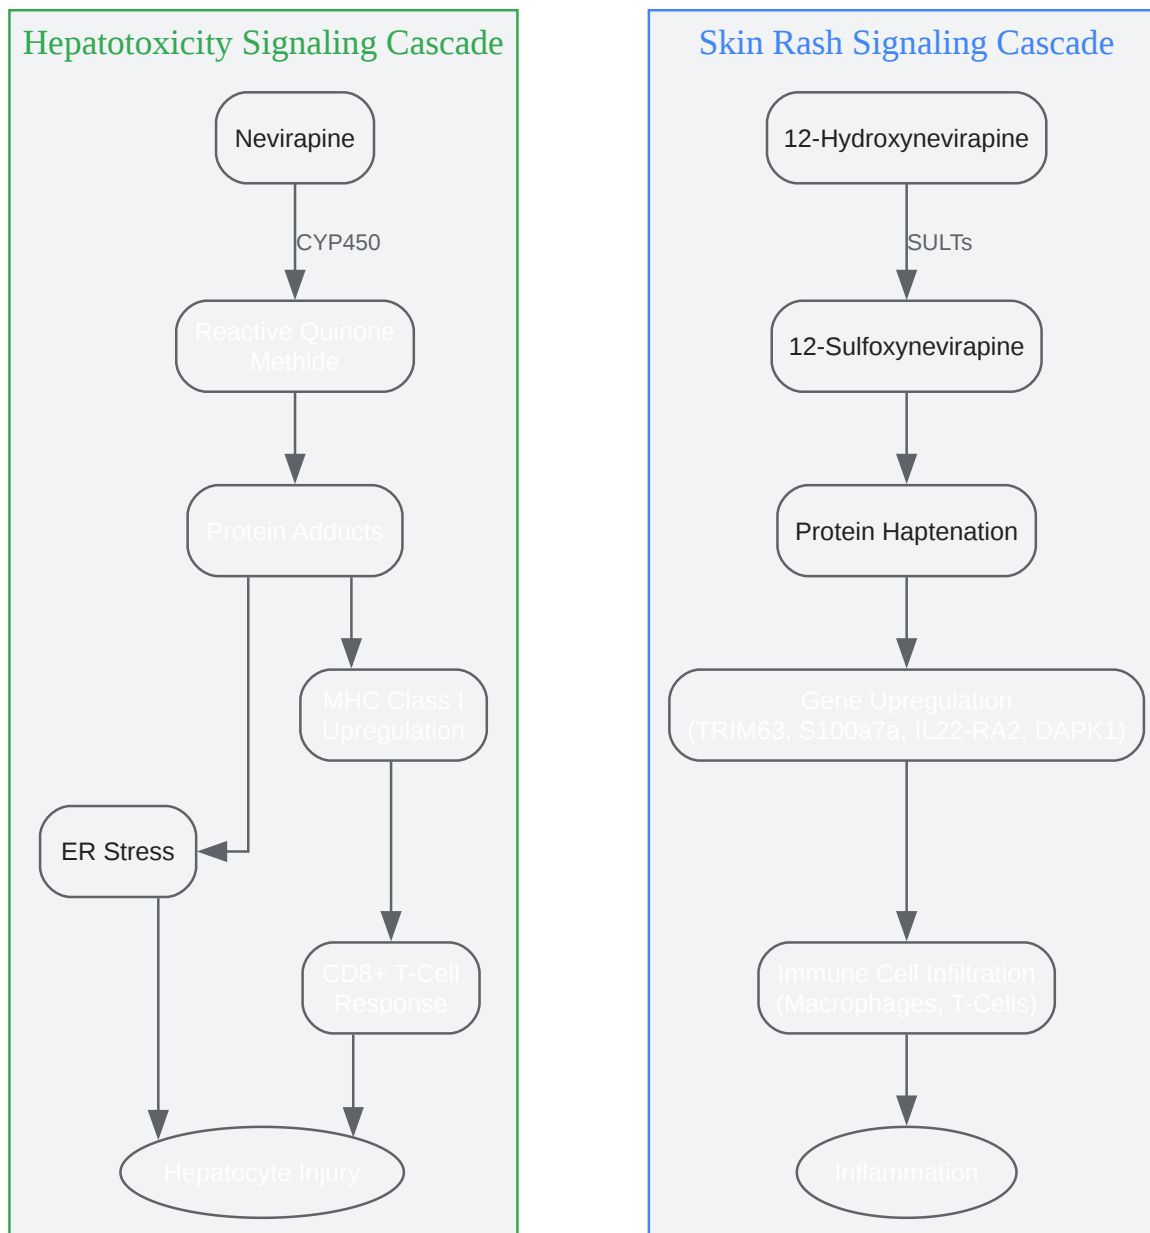 Hepatotoxicity Signaling Cascade
Nevirapine
CYP450
Reactive Quinone
Methide
Protein Adducts
MHC Class I
Upregulation
ER Stress
CD8+ T-Cell
Response
Hepatocyte Injury
Skin Rash Signaling Cascade
12-Hydroxynevirapine
SULTs
12-Sulfoxynevirapine
Protein Haptenation
Gene Upregulation
(TRIM63, S100a7a, IL22-RA2, DAPK1)
Immune Cell Infiltration
(Macrophages, T-Cells)
Inflammation